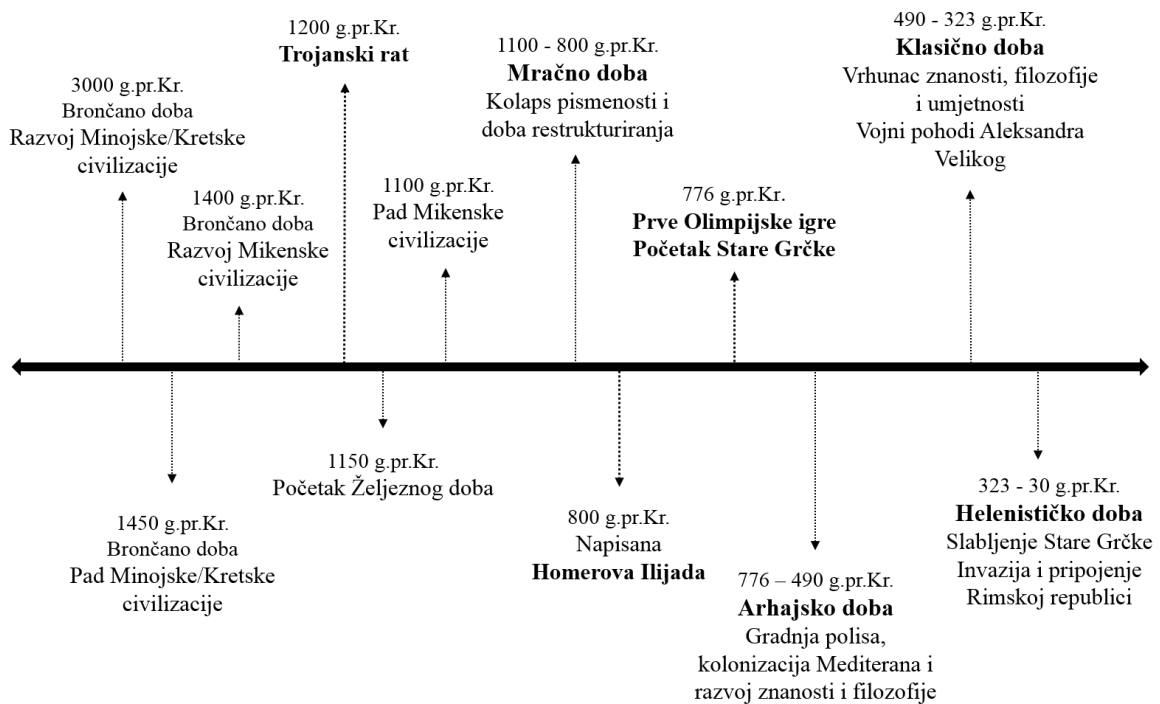 3000 g.pr.Kr.
Brončano doba
Razvoj Minojske/Kretske
civilizacije
1450 g.pr.Kr.
Brončano doba
Pad Minojske/Kretske
civilizacije
1400 g.pr.Kr.
Brončano doba
Razvoj Mikenske
civilizacije
1200 g.pr.Kr.
Trojanski rat
1150 g.pr.Kr.
Početak Željeznog doba
1100 g.pr.Kr.
Pad Mikenske
civilizacije
1100 - 800 g.pr.Kr.
Mračno doba
Kolaps pismenosti i
doba restrukturiranja
800 g.pr.Kr.
Napisana
Homerova Ilijada
776 g.pr.Kr.
Prve Olimpijske igre
Početak Stare Grčke
776 – 490 g.pr.Kr.
Arhajsko doba
Gradnja polisa,
kolonizacija Mediterana i
razvoj znanosti i filozofije
490 - 323 g.pr.Kr.
Klasično doba
Vrhunac znanosti, filozofije
i umjetnosti
Vojni pohodi Aleksandra
Velikog
323 - 30 g.pr.Kr.
Helenističko doba
Slabljenje Stare Grčke
Invazija i pripojenje
Rimskoj republici